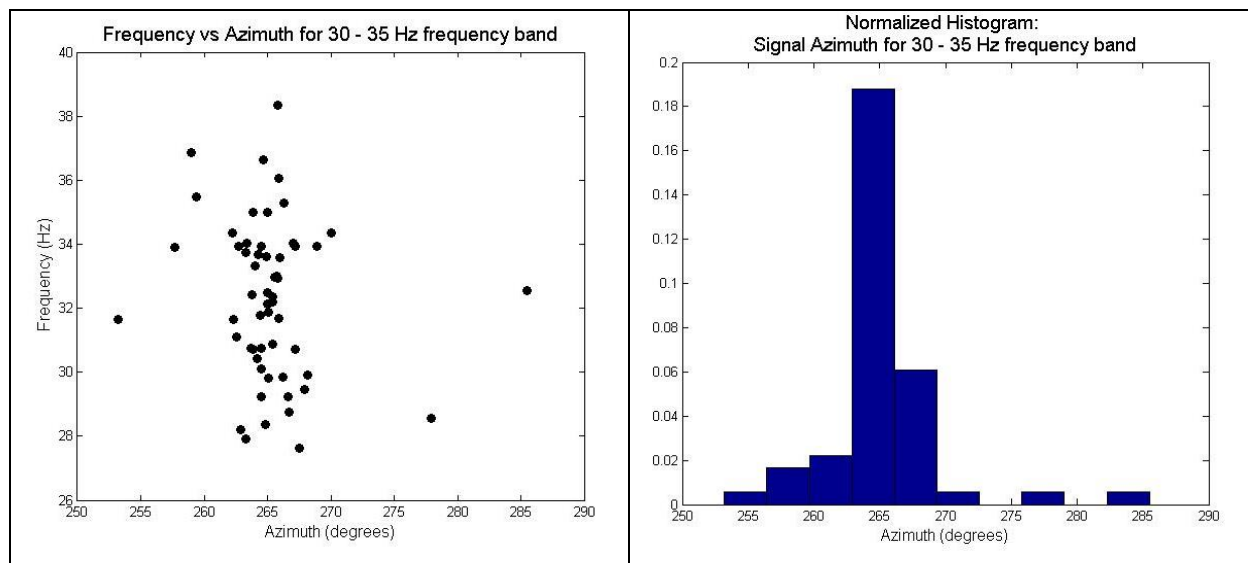 Frequency vs Azimuth for 30 - 35 Hz frequency band
40
38
36
34
32
30
28
26
Frequency (Hz)
250 255 260 265 270 275 280 285 290
Azimuth (degrees)
Normalized Histogram:
Signal Azimuth for 30 - 35 Hz frequency band
0.2
0.18
0.16
0.14
0.12
0.1
0.08
0.06
0.04
0.02
0
250 255 260 265 270 275 280 285 290
Azimuth (degrees)